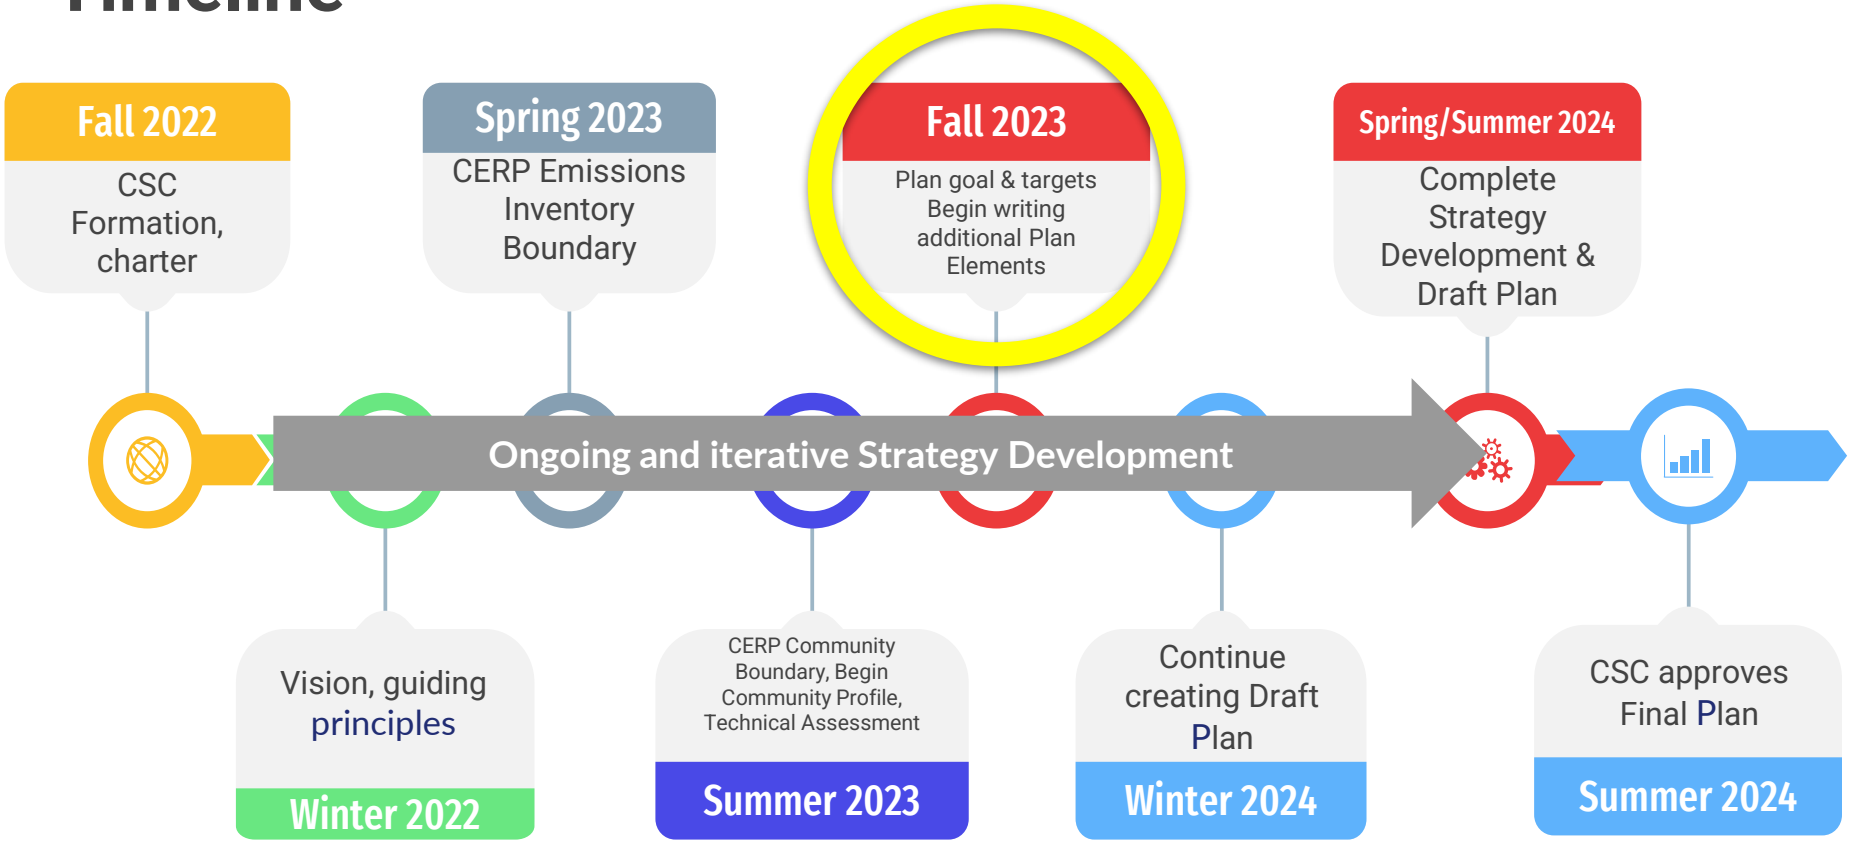 Timeline
Fall 2022
CSC
Formation,
charter
Spring 2023
CERP Emissions
Inventory
Boundary
Fall 2023
Plan goal & targets
Begin writing
additional Plan
Elements
Spring/Summer 2024
Complete
Strategy
Development &
Draft Plan
Ongoing and iterative Strategy Development
Vision, guiding
principles
Winter 2022
CERP Community
Boundary, Begin
Community Profile,
Technical Assessment
Summer 2023
Continue
creating Draft
Plan
Winter 2024
CSC approves
Final Plan
Summer 2024